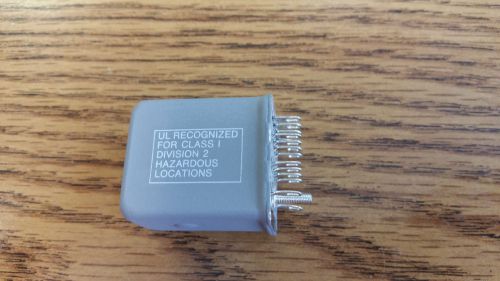 UL RECOGNIZED
FOR CLASS I
DIVISION 2
HAZARDOUS
LOCATIONS